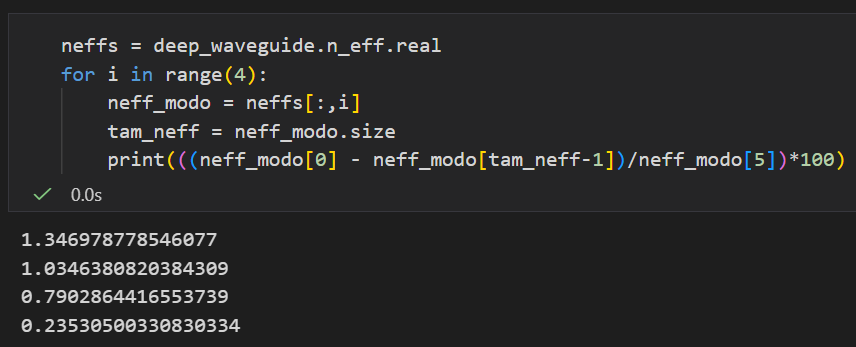 neffs = deep_waveguide.n_eff.real
for i in range(4):
    neff_modo = neffs[:,i]
    tam_neff = neff_modo.size
    print(((neff_modo[0] - neff_modo[tam_neff-1])/neff_modo[5])*100)
0.0s
1.346978778546077
1.0346380820384309
0.7902864416553739
0.23530500330830334